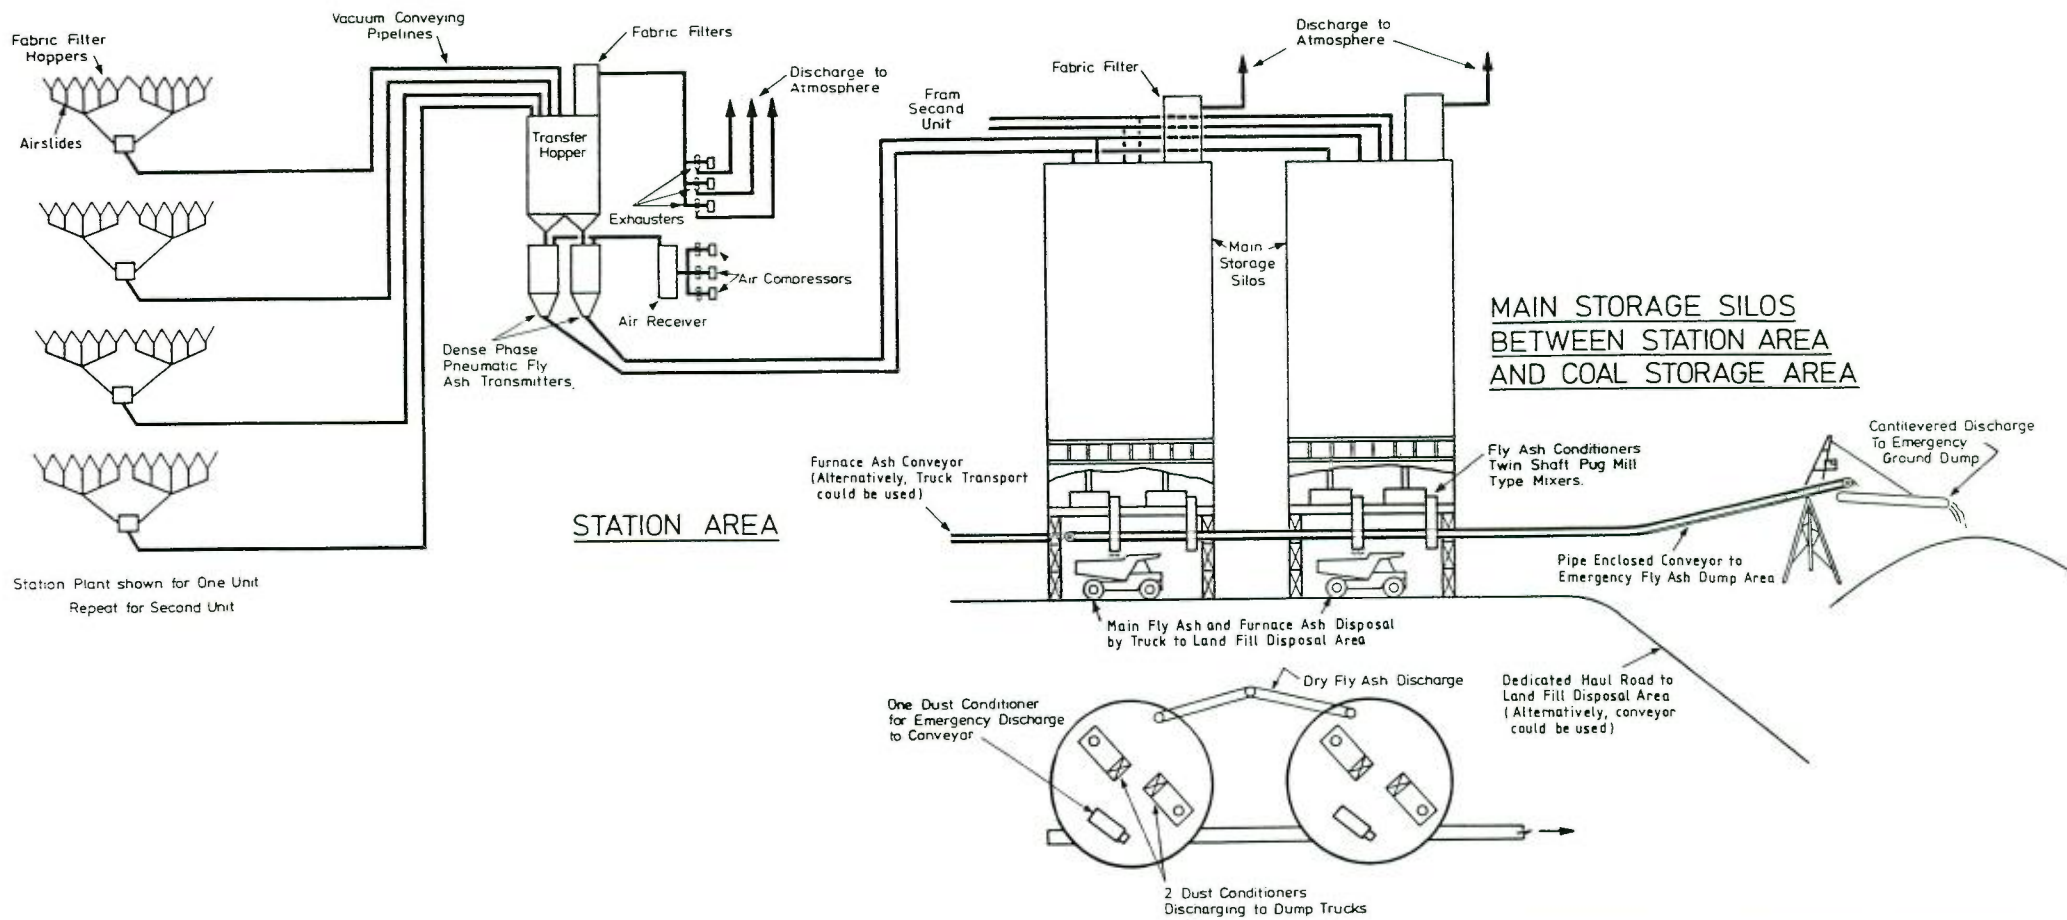 Vacuum Conveying
Pipelines
Fabric Filter
Hoppers
Airslides
Fabric Filters
Transfer
Hopper
Discharge to
Atmosphere
Exhausters
Air Compressors
Air Receiver
Dense Phase
Pneumatic Fly
Ash Transmitters.
Station Plant shown for One Unit
Repeat for Second Unit
STATION AREA
Discharge to
Atmosphere
Fabric Filter
From
Second
Unit
Main
Storage
Silos
MAIN STORAGE SILOS
BETWEEN STATION AREA
AND COAL STORAGE AREA
Furnace Ash Conveyor
(Alternatively, Truck Transport
could be used)
Fly Ash Conditioners
Twin Shaft Pug Mill
Type Mixers.
Cantilevered Discharge
To Emergency
Ground Dump
Pipe Enclosed Conveyor to
Emergency Fly Ash Dump Area
Main Fly Ash and Furnace Ash Disposal
by Truck to Land Fill Disposal Area
Dedicated Haul Road to
Land Fill Disposal Area
(Alternatively, conveyor
could be used)
Dry Fly Ash Discharge
One Dust Conditioner
for Emergency Discharge
to Conveyor
2 Dust Conditioners
Discharging to Dump Trucks